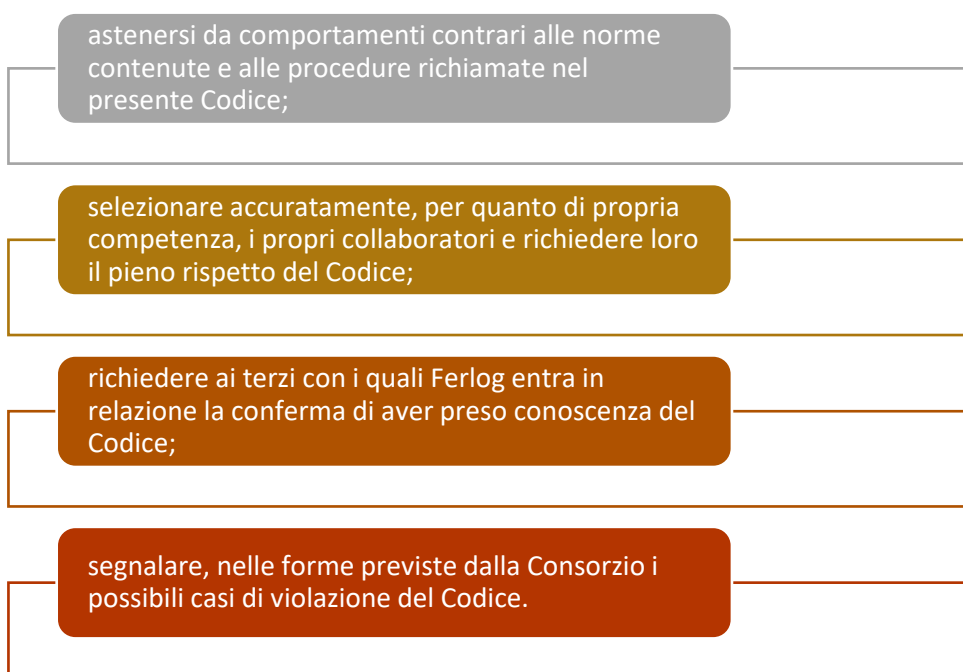 astenersi da comportamenti contrari alle norme
contenute e alle procedure richiamate nel
presente Codice;
selezionare accuratamente, per quanto di propria
competenza, i propri collaboratori e richiedere loro
il pieno rispetto del Codice;
richiedere ai terzi con i quali Ferlog entra in
relazione la conferma di aver preso conoscenza del
Codice;
segnalare, nelle forme previste dalla Consorzio i
possibili casi di violazione del Codice.